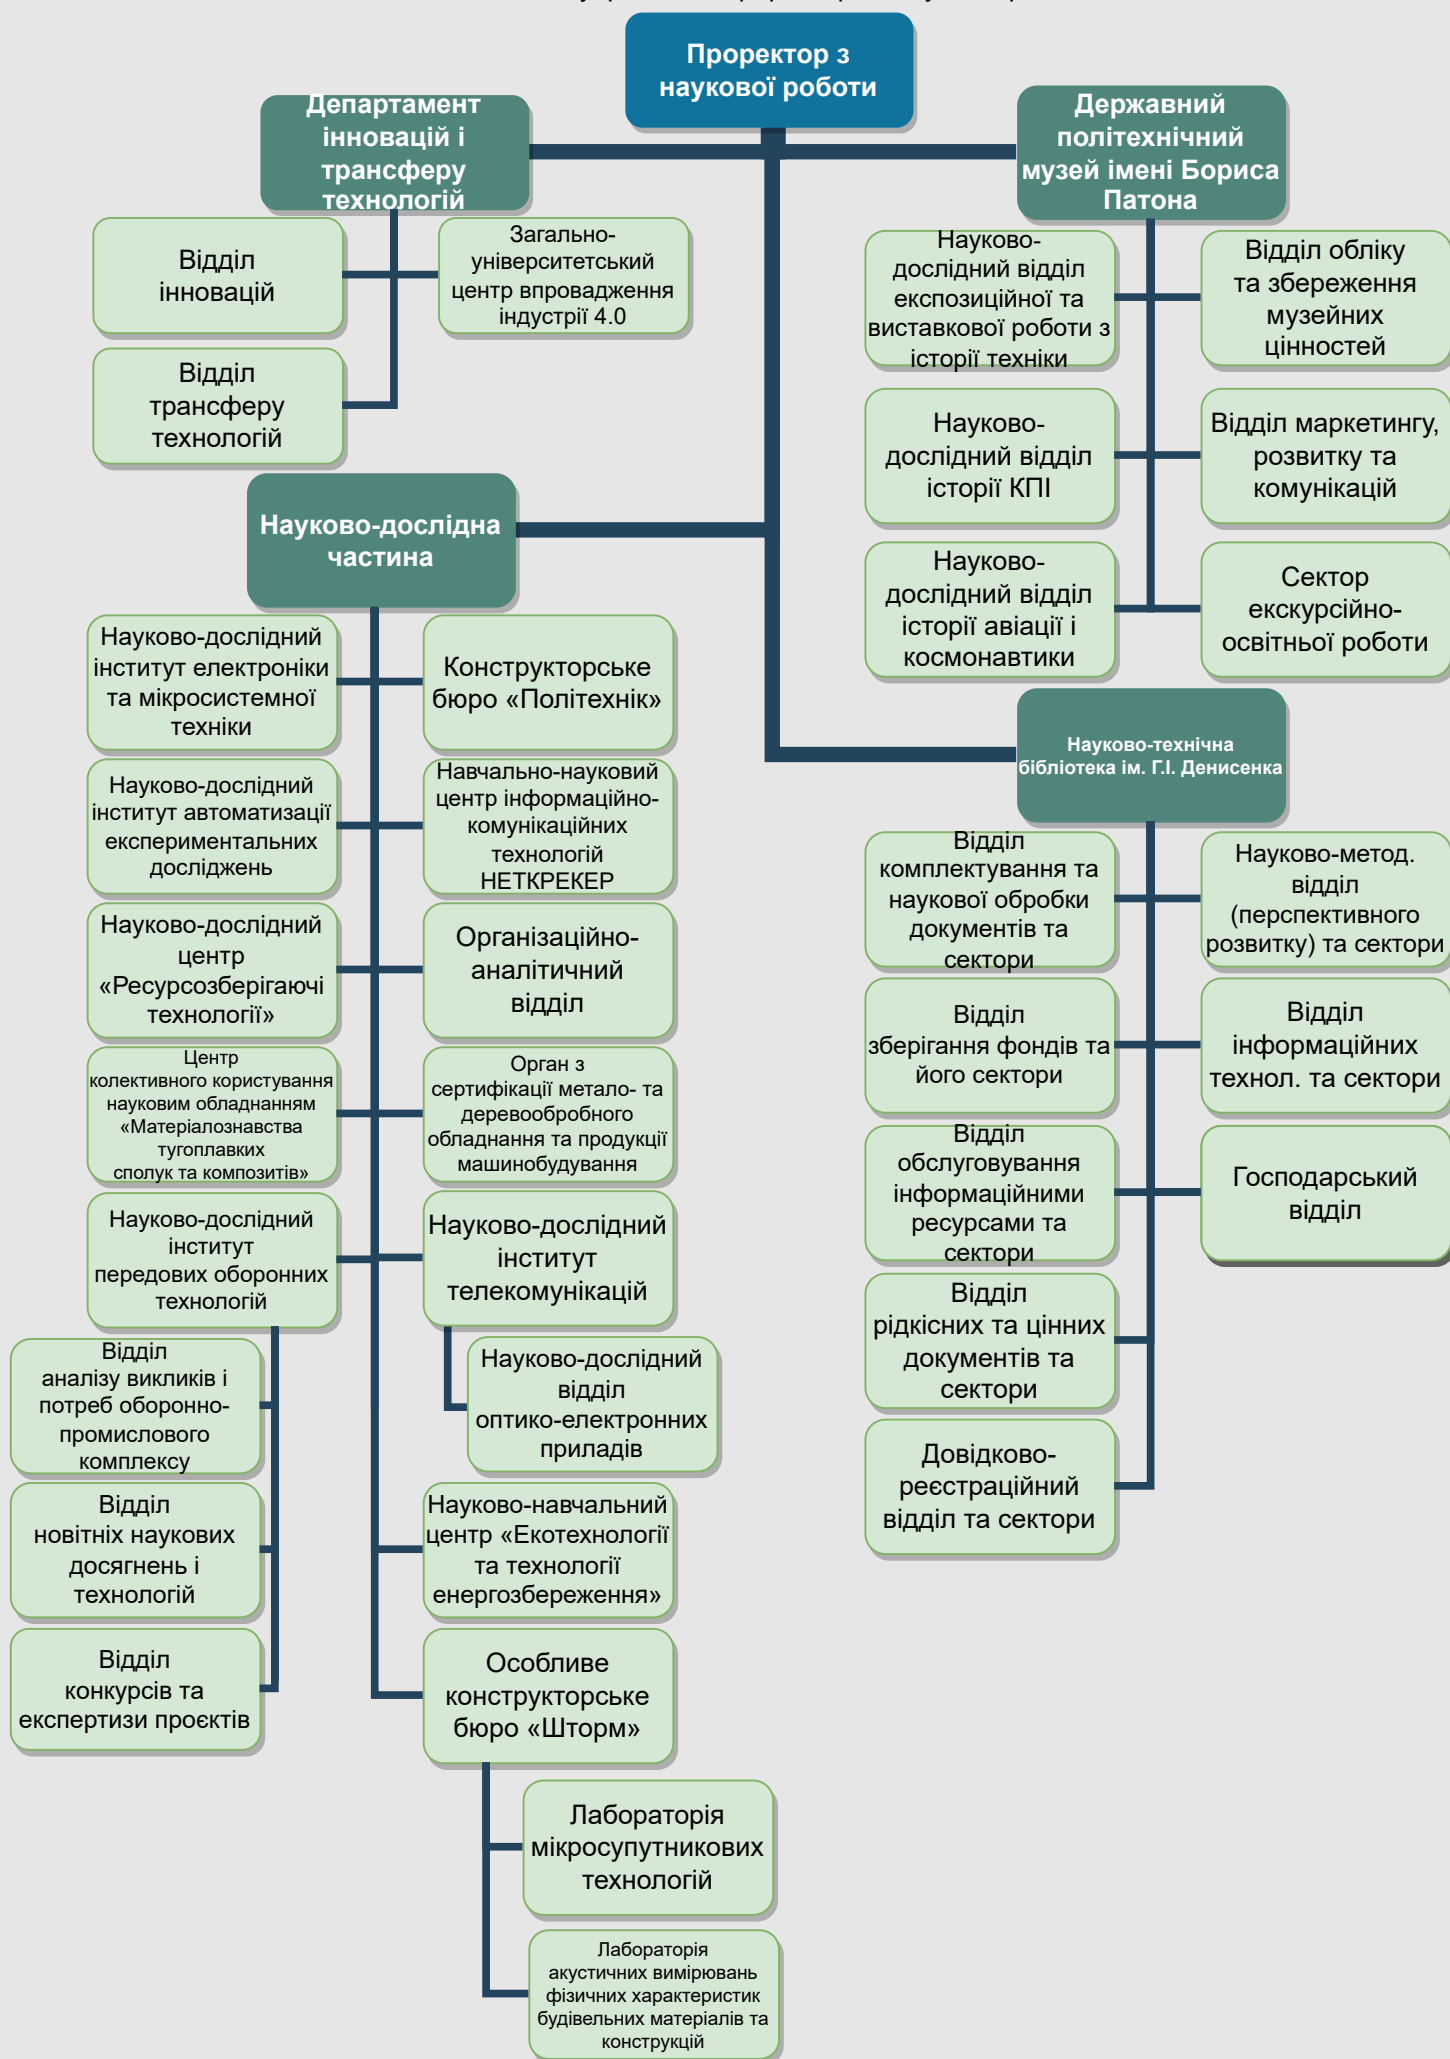 Проректор з
наукової роботи
Департамент
інновацій і
трансферу
технологій
Державний
політехнічний
музей імені Бориса
Патона
Відділ
інновацій
Загально-
університетський
центр впровадження
індустрії 4.0
Відділ
трансферу
технологій
Науково-
дослідний відділ
експозиційної та
виставкової роботи з
історії техніки
Відділ обліку
та збереження
музейних
цінностей
Науково-
дослідний відділ
історії КПІ
Відділ маркетингу,
розвитку та
комунікацій
Науково-
дослідний відділ
історії авіації і
космонавтики
Сектор
екскурсійно-
освітньої роботи
Науково-дослідна
частина
Науково-дослідний
інститут електроніки
та мікросистемної
техніки
Конструкторське
бюро «Політехнік»
Науково-дослідний
інститут автоматизації
експериментальних
досліджень
Навчально-науковий
центр інформаційно-
комунікаційних
технологій
НЕТКРЕКЕР
Науково-дослідний
центр
«Ресурсозберігаючі
технології»
Організаційно-
аналітичний
відділ
Центр
колективного користування
науковим обладнанням
«Матеріалознавства
тугоплавких
сполук та композитів»
Орган з
сертифікації метало- та
деревообробного
обладнання та продукції
машинобудування
Науково-дослідний
інститут
передових оборонних
технологій
Науково-дослідний
інститут
телекомунікацій
Відділ
аналізу викликів і
потреб оборонно-
промислового
комплексу
Науково-дослідний
відділ
оптико-електронних
приладів
Відділ
новітніх наукових
досягнень і
технологій
Науково-навчальний
центр «Екотехнології
та технології
енергозбереження»
Відділ
конкурсів та
експертизи проєктів
Особливе
конструкторське
бюро «Шторм»
Лабораторія
мікросупутникових
технологій
Лабораторія
акустичних вимірювань
фізичних характеристик
будівельних матеріалів та
конструкцій
Науково-технічна
бібліотека ім. Г.І. Денисенка
Відділ
комплектування та
наукової обробки
документів та
сектори
Науково-метод.
відділ
(перспективного
розвитку) та сектори
Відділ
зберігання фондів та
його сектори
Відділ
інформаційних
технол. та сектори
Відділ
обслуговування
інформаційними
ресурсами та
сектори
Господарський
відділ
Відділ
рідкісних та цінних
документів та
сектори
Довідково-
реєстраційний
відділ та сектори